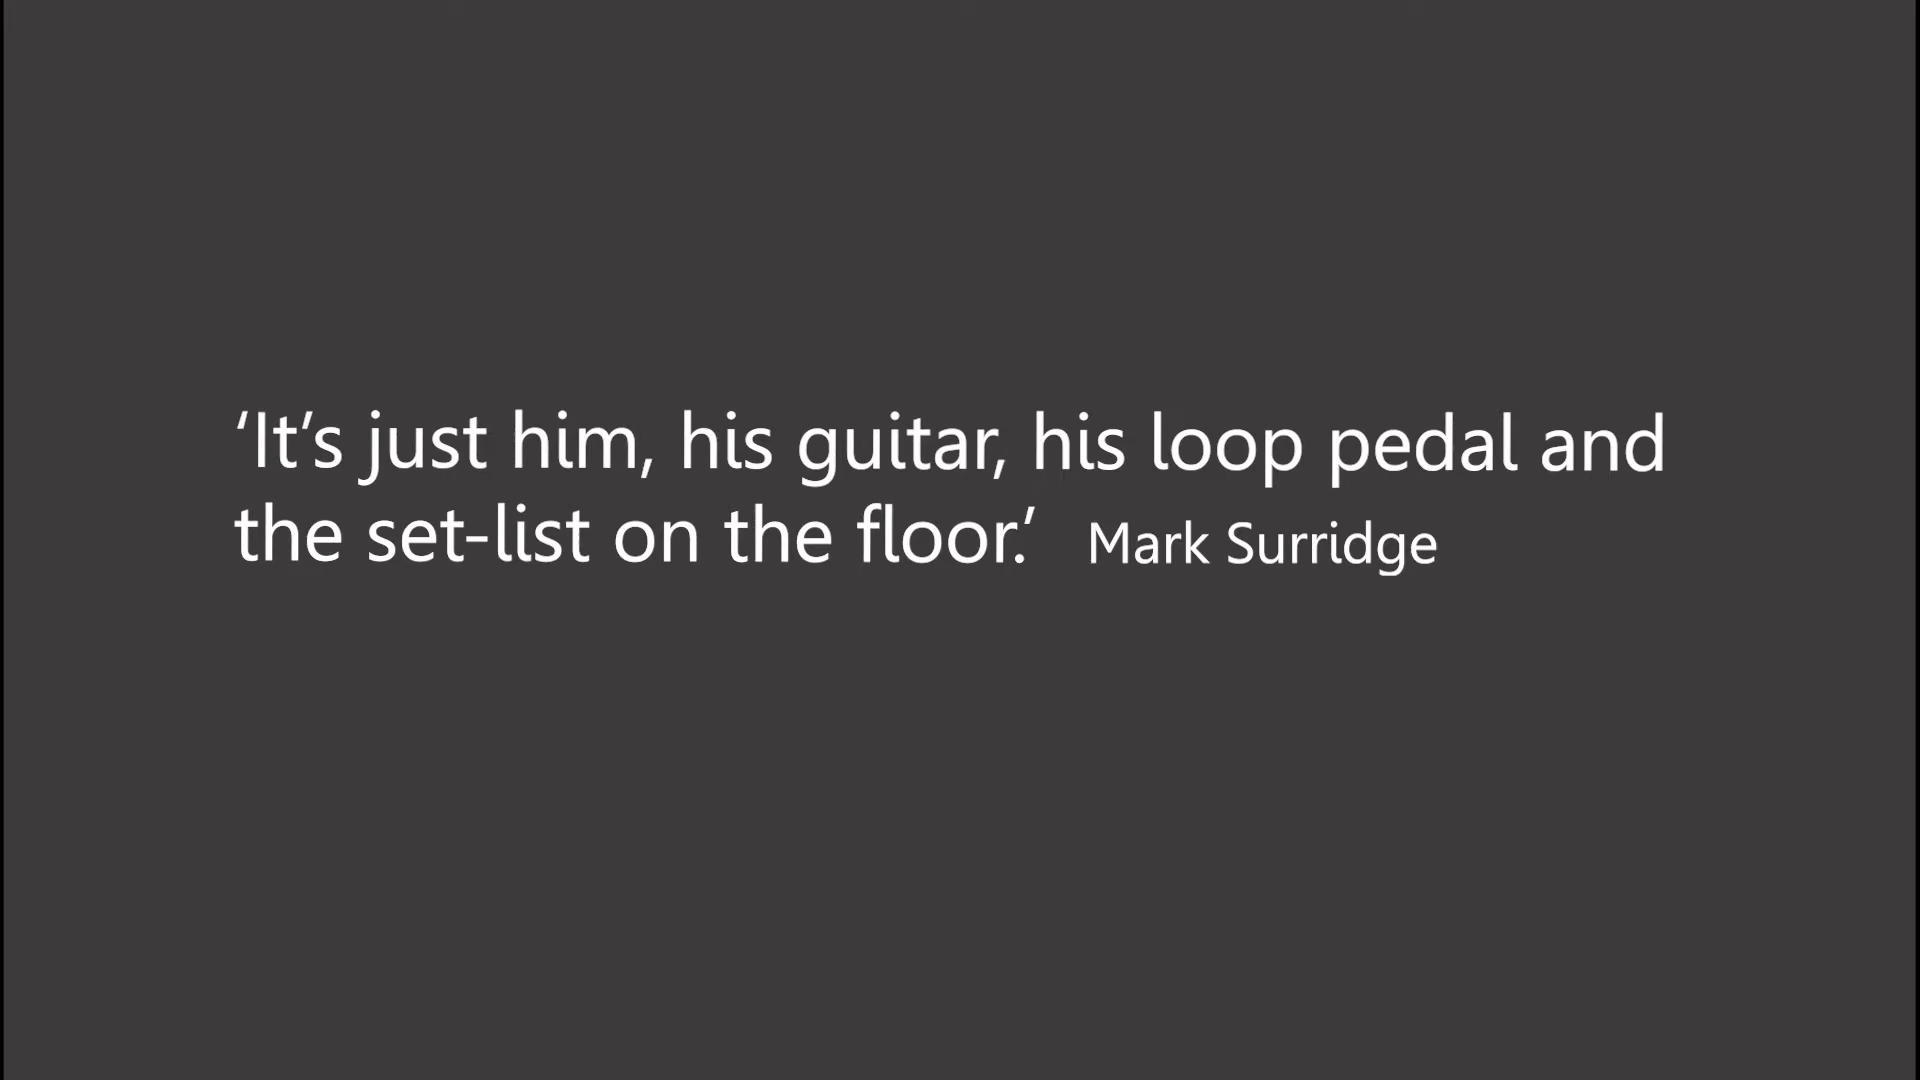 ‘It’s just him, his guitar, his loop pedal and
the set-list on the floor.’ Mark Surridge